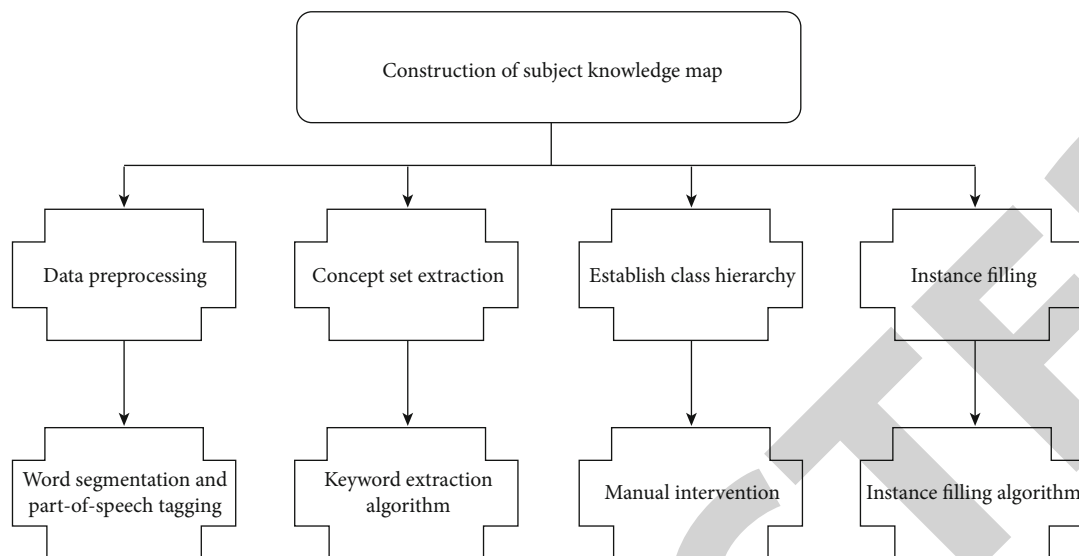 Construction of subject knowledge map
Data preprocessing
Concept set extraction
Establish class hierarchy
Instance filling
Word segmentation and
part-of-speech tagging
Keyword extraction
algorithm
Manual intervention
Instance filling algorithm